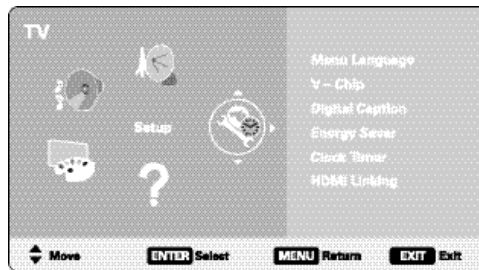 TV
Setup
Menu Language
V - Chip
Digital Caption
Energy Saver
Clock Timer
HDMI Linking
Move
ENTER Select
MENU Return
EXIT Exit